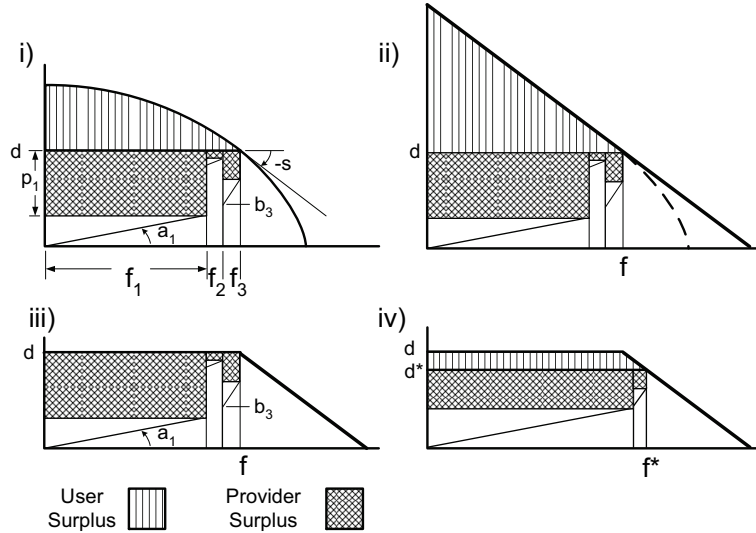 i)
d
p1
a1
-s
b3
f1
f2
f3
ii)
d
f
iii)
d
a1
b3
f
iv)
d
d*
f*
User
Surplus
Provider
Surplus